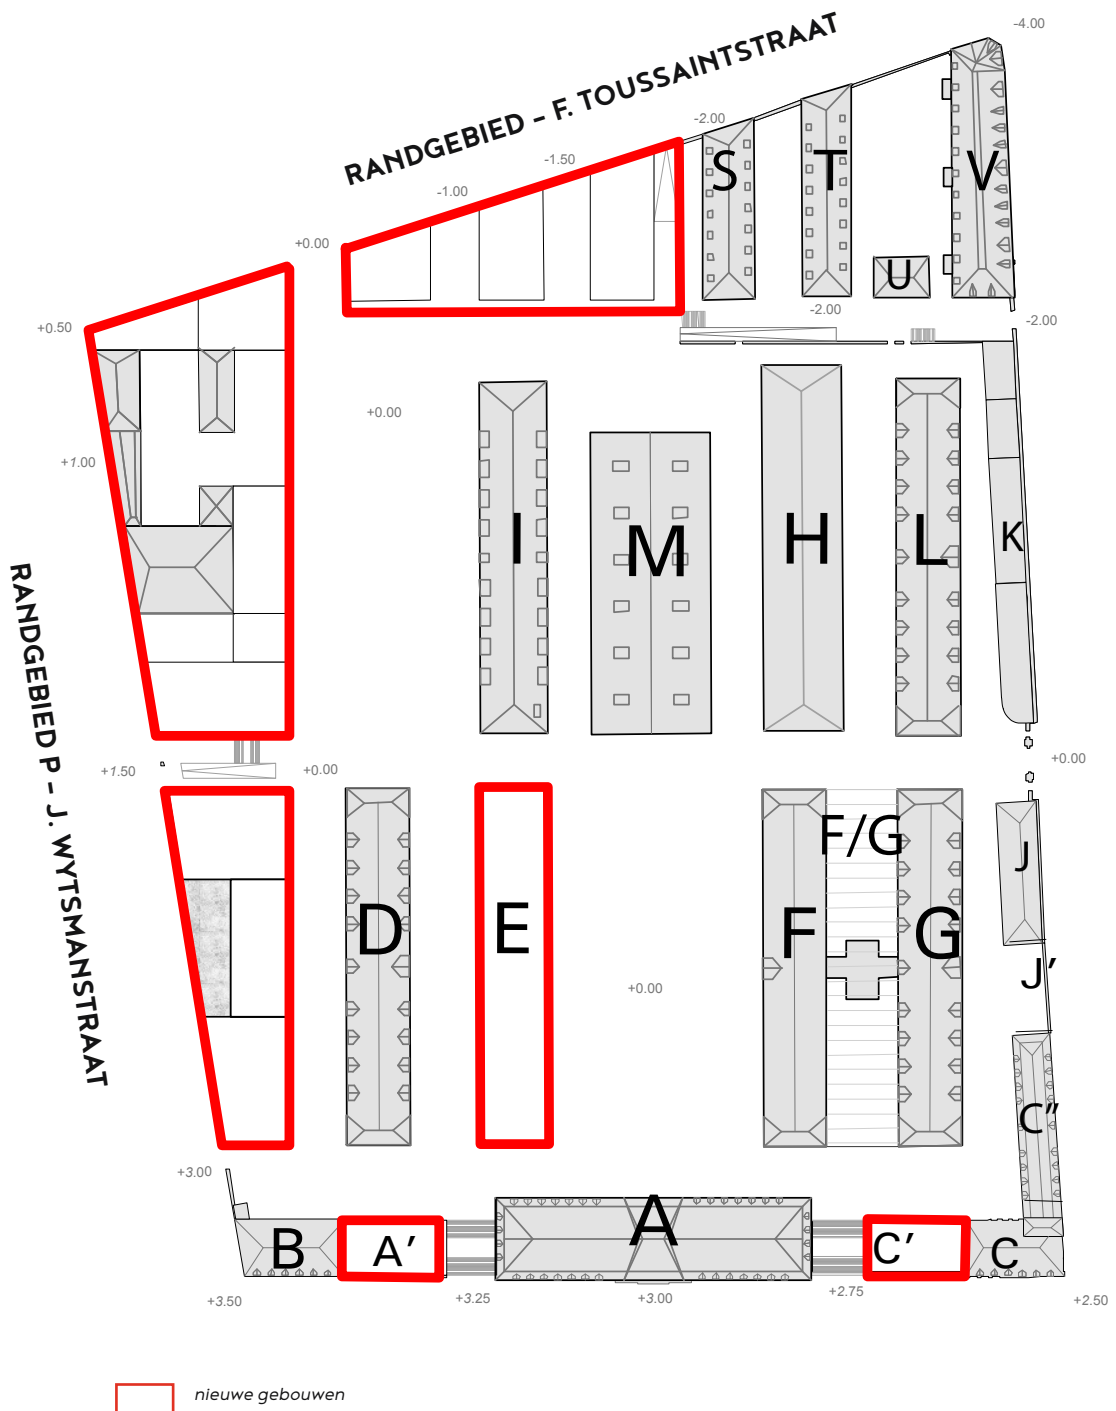 -4.00
RANDGEBIED - F. TOUSSAINTSTRAAT
-2.00
-1.50
-1.00
+0.00
S
T
V
U
-2.00
-2.00
+0.50
+0.00
+1.00
I
M
H
L
K
RANDGEBIED P - J. WYTSMANSTRAAT
+1.50
+0.00
+0.00
F/G
J
D
E
F
G
J'
+0.00
C"
+3.00
B
A'
A
C'
C
+3.50
+3.25
+3.00
+2.75
+2.50
nieuwe gebouwen